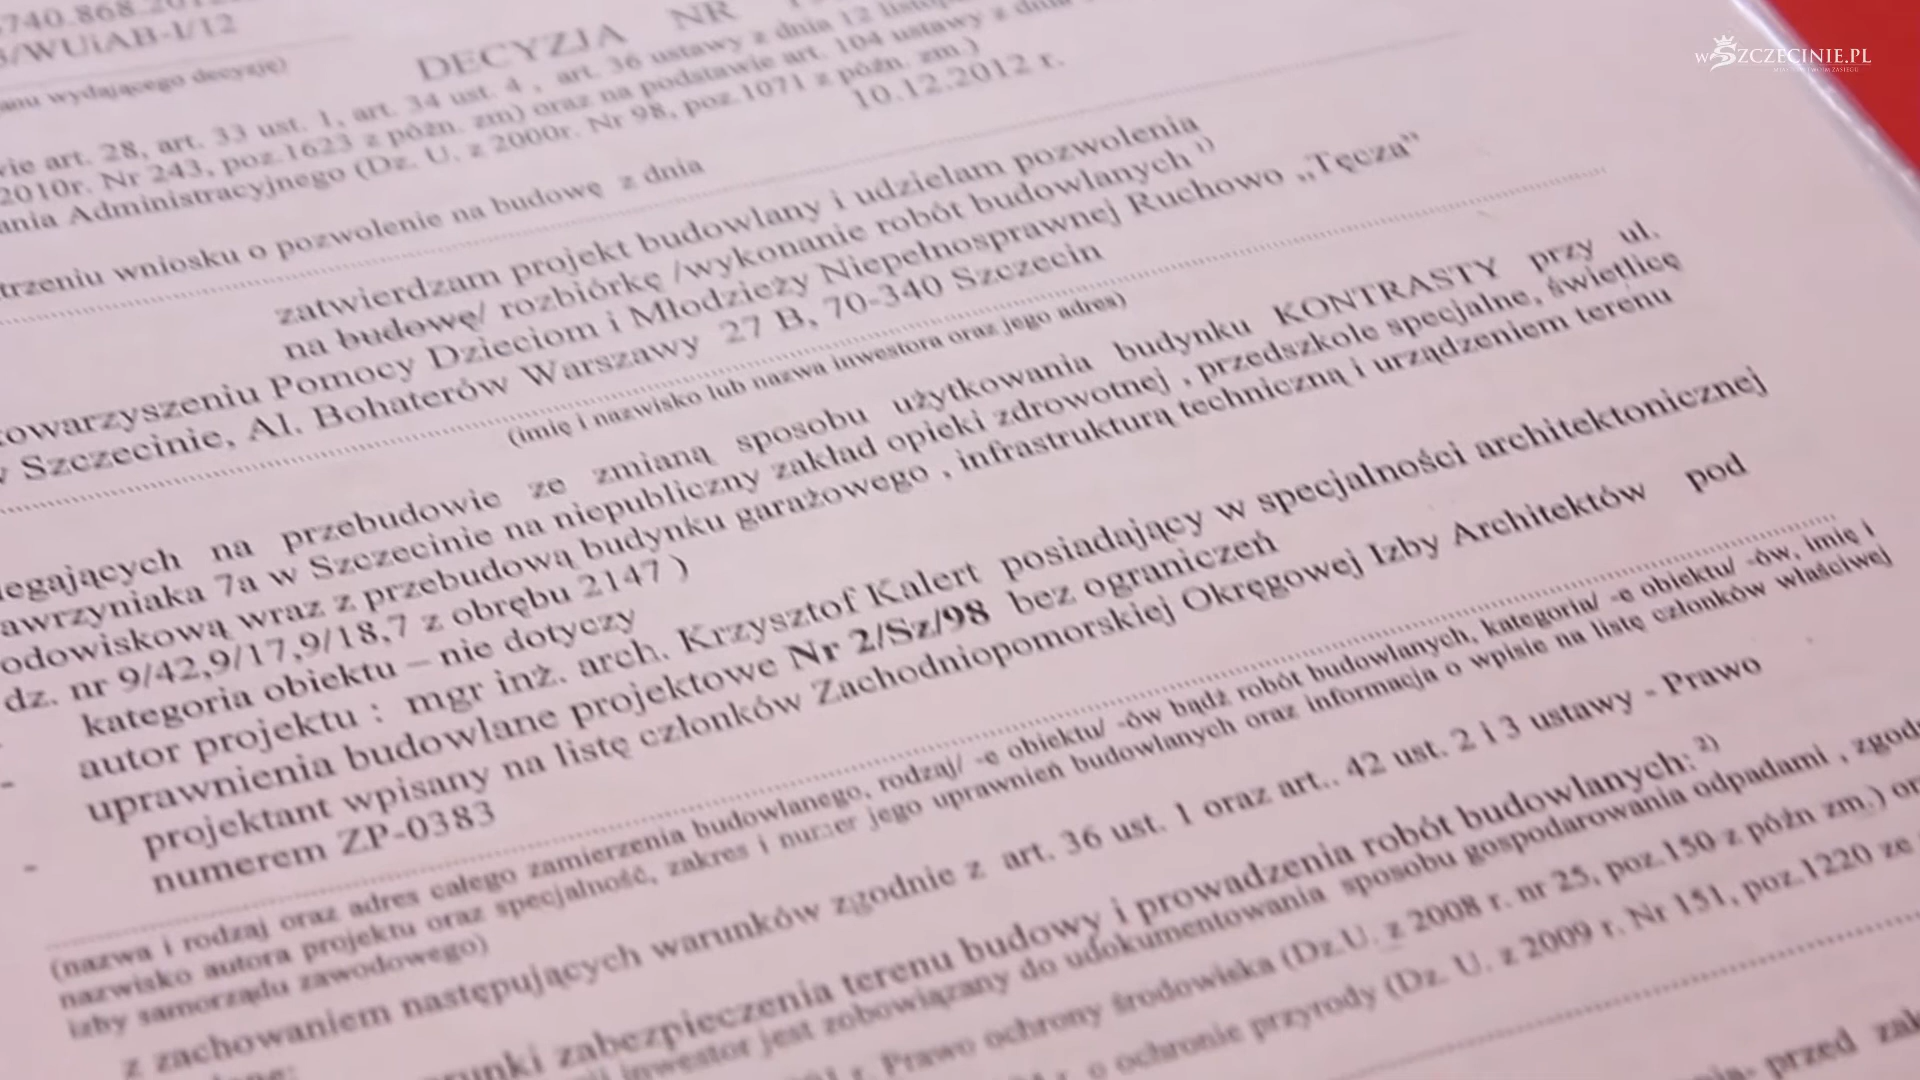 wSZCZECINIE.PL
/WUiAB-I/12
DECYZJA NR
wydającego decyzję)
art. 28, art. 33 ust. 1, art. 34 ust. 4 , art. 36 ustawy z dnia 12
2010r. Nr 243, poz.1623 z późn. zm) oraz na podstawie art. 104 ustawy z dnia
Administracyjnego (Dz. U. z 2000r. Nr 98, poz.1071 z późn. zm.)
wniosku o pozwolenie na budowę z dnia 10.12.2012 r.
zatwierdzam projekt budowlany i udzielam pozwolenia
na budowę/ rozbiórkę /wykonanie robót budowlanych ¹⁾
towarzyszeniu Pomocy Dzieciom i Młodzieży Niepełnosprawnej Ruchowo „Tęcza”
w Szczecinie, Al. Bohaterów Warszawy 27 B, 70-340 Szczecin
(imię i nazwisko lub nazwa inwestora oraz jego adres)
legających na przebudowie ze zmianą sposobu użytkowania budynku KONTRASTY przy ul.
awrzyniaka 7a w Szczecinie na niepubliczny zakład opieki zdrowotnej , przedszkole specjalne, świetlicę
odowiskową wraz z przebudową budynku garażowego , infrastrukturą techniczną i urządzeniem terenu
dz. nr 9/42,9/17,9/18,7 z obrębu 2147 )
kategoria obiektu – nie dotyczy
- autor projektu : mgr inż. arch. Krzysztof Kalert posiadający w specjalności architektonicznej
uprawnienia budowlane projektowe Nr 2/Sz/98 bez ograniczeń
- projektant wpisany na listę członków Zachodniopomorskiej Okręgowej Izby Architektów pod
numerem ZP-0383
(nazwa i rodzaj oraz adres całego zamierzenia budowlanego, rodzaj/ -e obiektu/ -ów bądź robót budowlanych, kategoria/ -e obiektu/ -ów, imię i
nazwisko autora projektu oraz specjalność, zakres i numer jego uprawnień budowlanych oraz informacja o wpisie na listę członków właściwej
izby samorządu zawodowego)
z zachowaniem następujących warunków zgodnie z art. 36 ust. 1 oraz art.. 42 ust. 2 i 3 ustawy - Prawo
zabezpieczenia terenu budowy i prowadzenia robót budowlanych: ²⁾
inwestor jest zobowiązany do udokumentowania sposobu gospodarowania odpadami ,
r. Prawo ochrony środowiska (Dz.U. z 2008 r. nr 25, poz.150 z późn zm.)
o ochronie przyrody (Dz. U. z 2009 r. Nr 151, poz.1220 ze
przed